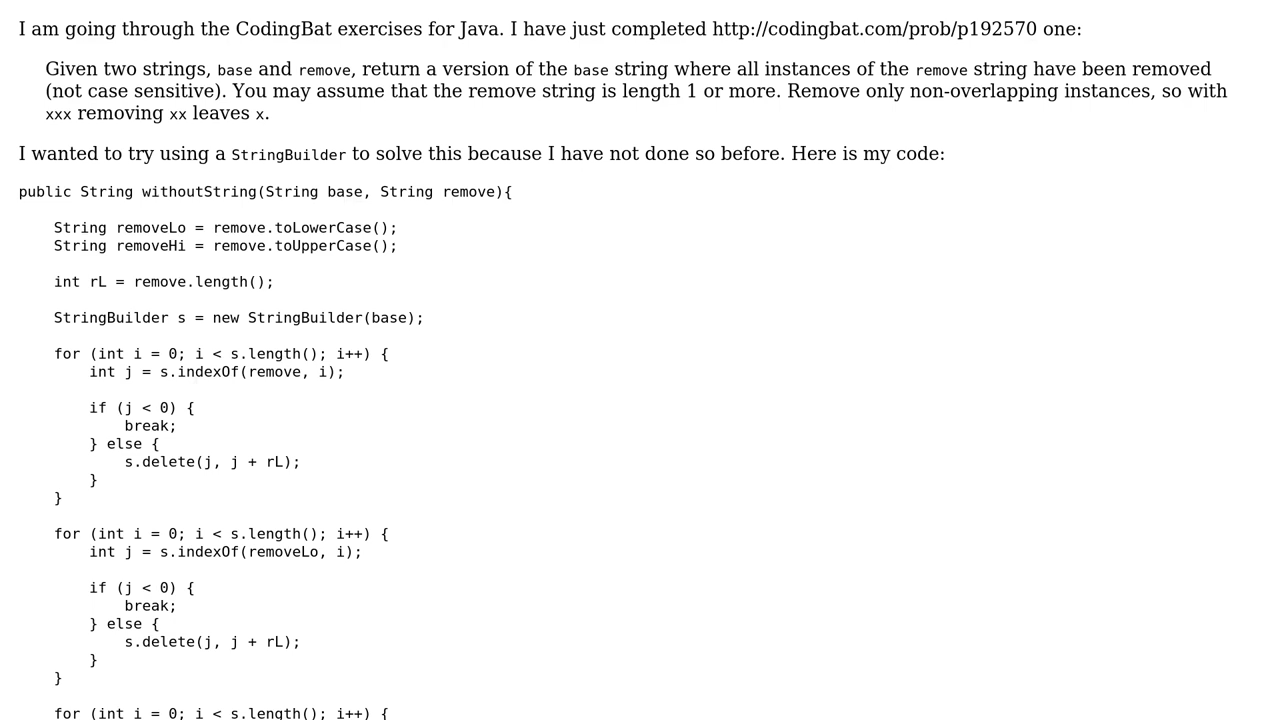 I am going through the CodingBat exercises for Java. I have just completed http://codingbat.com/prob/p192570 one:
Given two strings, base and remove, return a version of the base string where all instances of the remove string have been removed
(not case sensitive). You may assume that the remove string is length 1 or more. Remove only non-overlapping instances, so with
xxx removing xx leaves x.
I wanted to try using a StringBuilder to solve this because I have not done so before. Here is my code:
public String withoutString(String base, String remove){
    String removeLo = remove.toLowerCase();
    String removeHi = remove.toUpperCase();
    int rL = remove.length();
    StringBuilder s = new StringBuilder(base);
    for (int i = 0; i < s.length(); i++) {
        int j = s.indexOf(remove, i);
        if (j < 0) {
            break;
        } else {
            s.delete(j, j + rL);
        }
    }
    for (int i = 0; i < s.length(); i++) {
        int j = s.indexOf(removeLo, i);
        if (j < 0) {
            break;
        } else {
            s.delete(j, j + rL);
        }
    }
    for (int i = 0; i < s.length(); i++) {